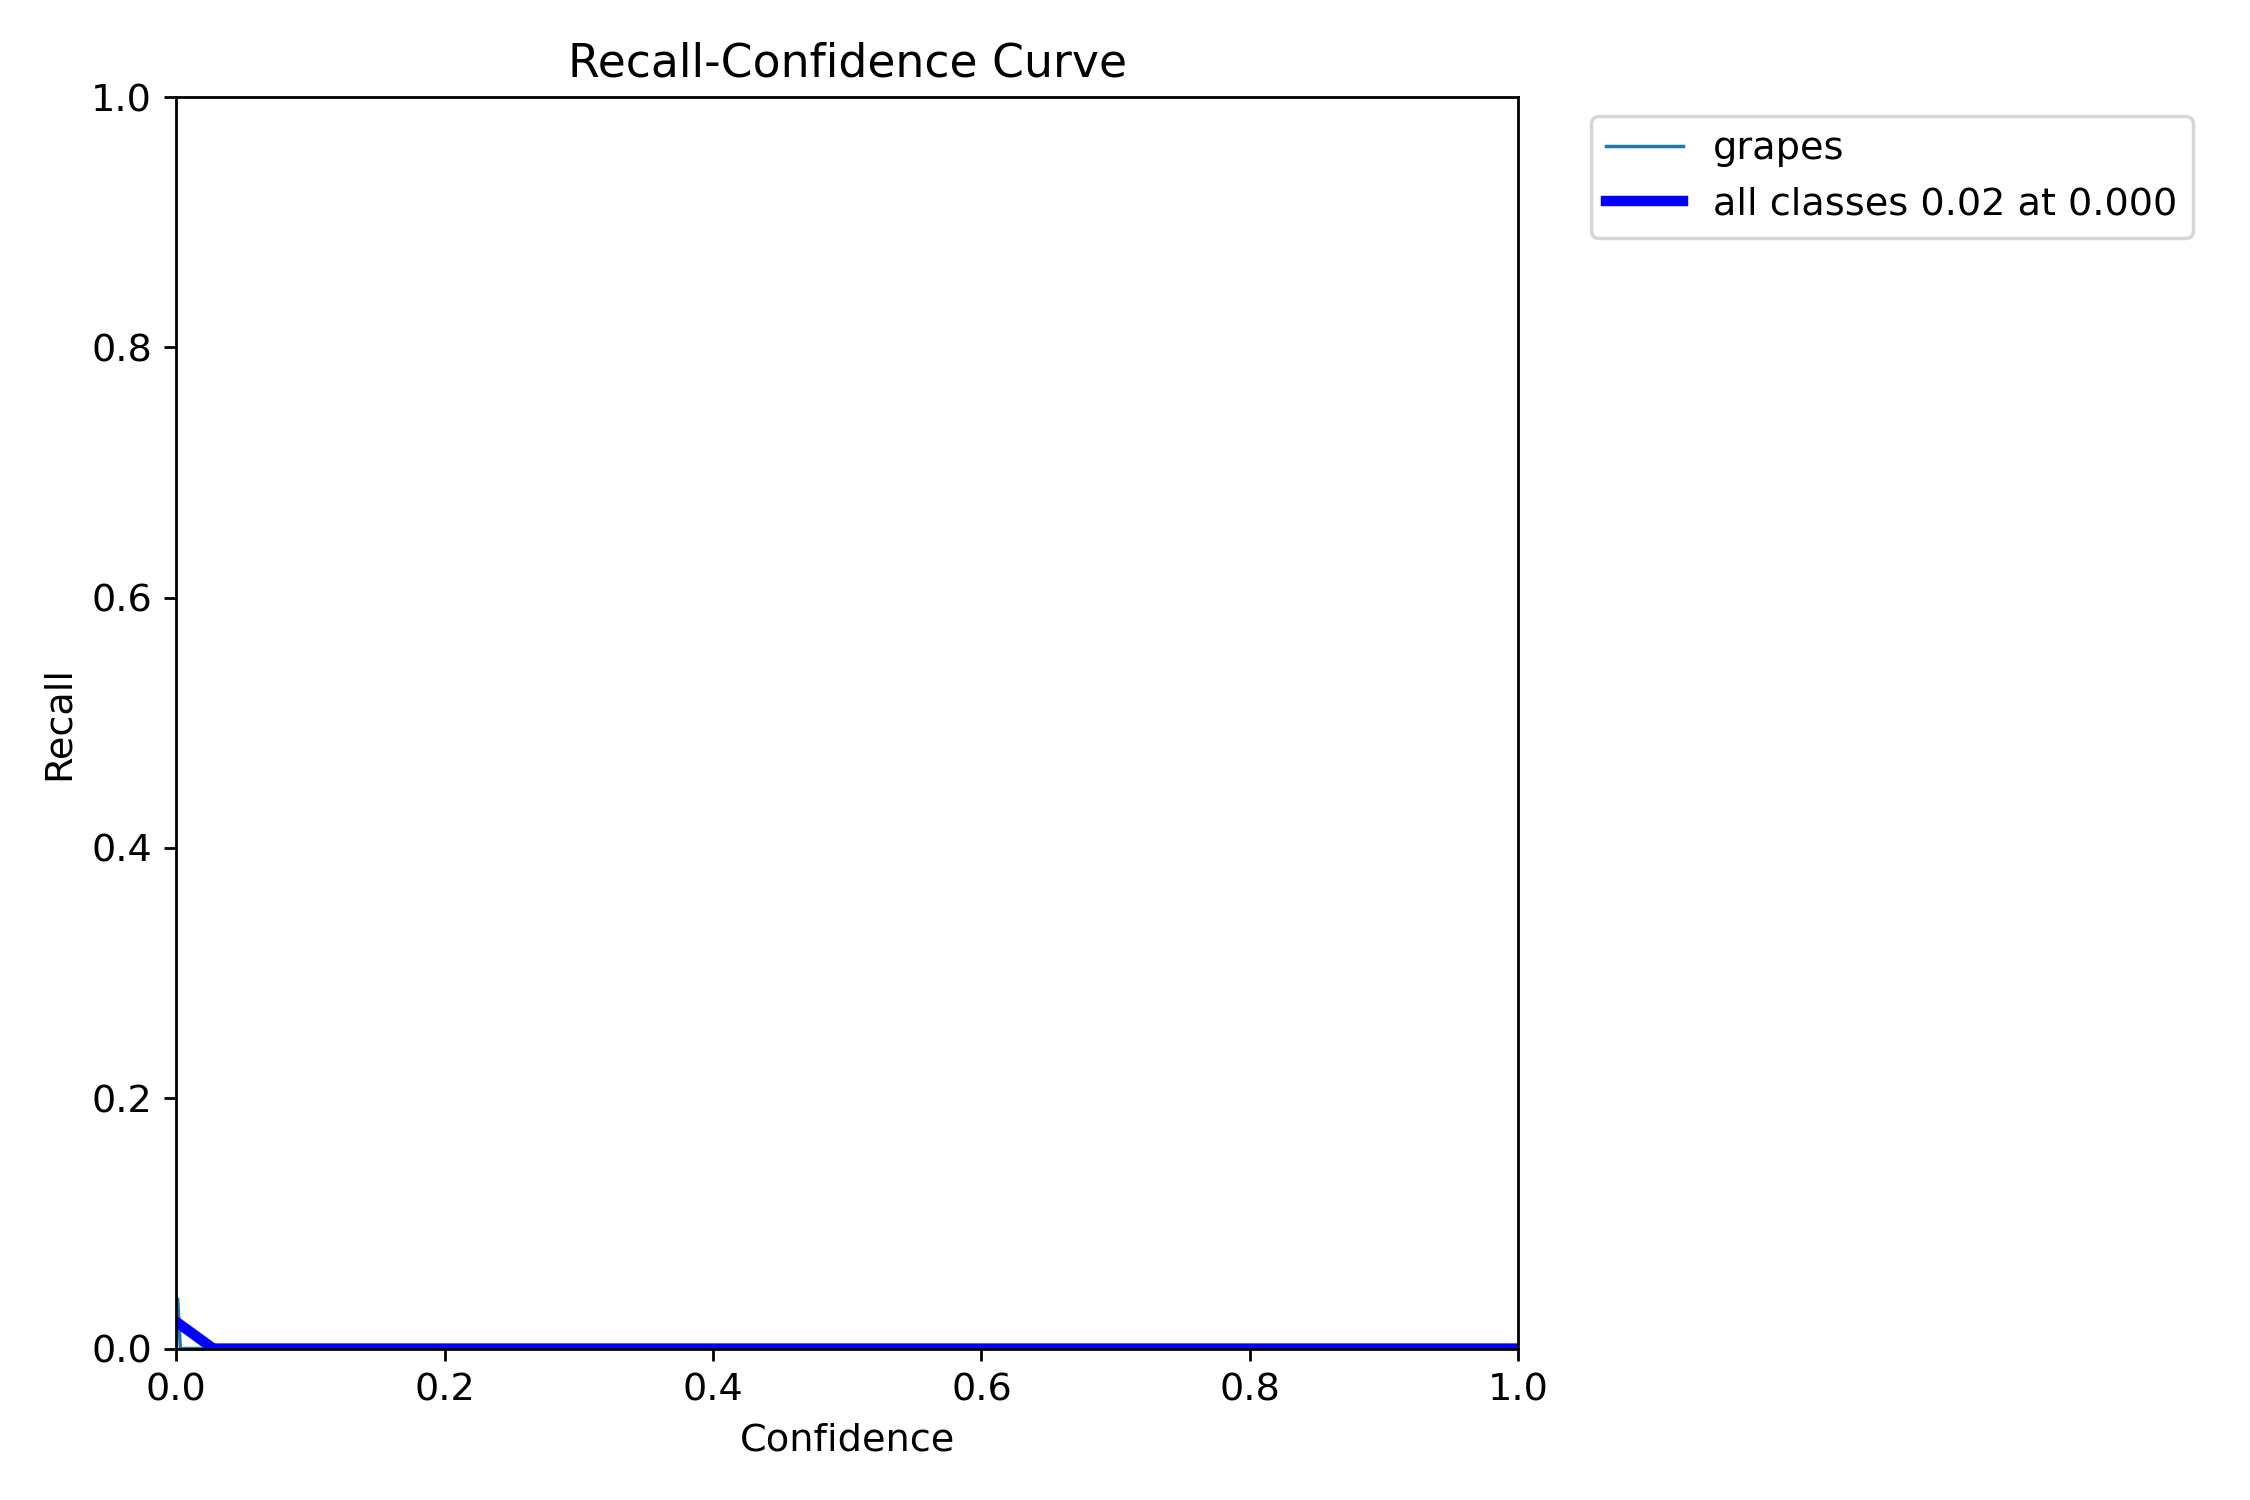 Recall-Confidence Curve
1.0
0.8
0.6
0.4
0.2
0.0
Recall
0.0 0.2 0.4 0.6 0.8 1.0
Confidence
grapes
all classes 0.02 at 0.000